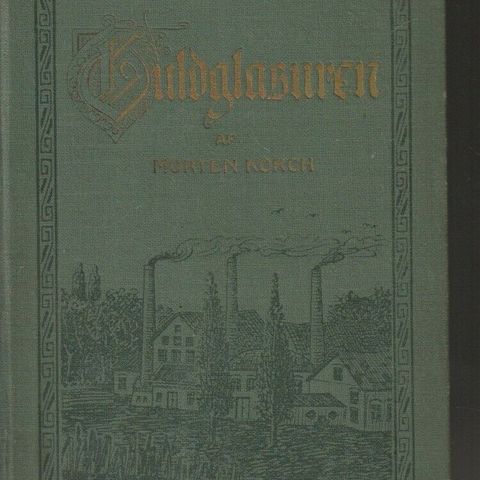 Guldglasuren
AF
MORTEN KORCH